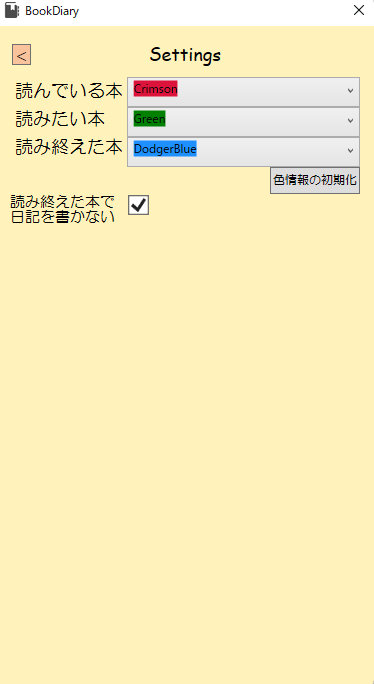 BookDiary
<
Settings
読んでいる本
Crimson
読みたい本
Green
読み終えた本
DodgerBlue
色情報の初期化
読み終えた本で
日記を書かない